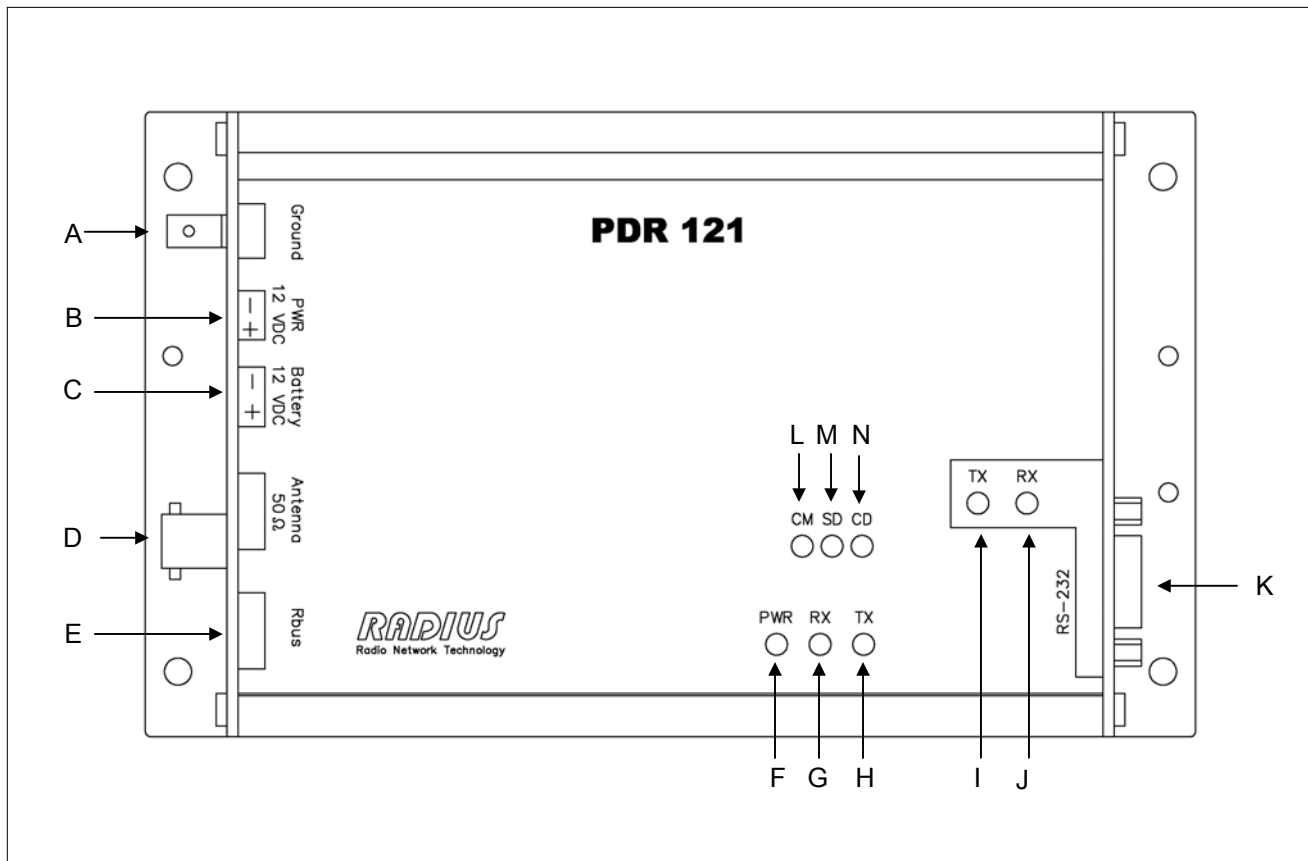 PDR 121
A
Ground
B
PWR
12 VDC
- +
C
Battery
12 VDC
- +
L M N
CM SD CD
TX RX
D
Antenna
50Ω
RS-232
K
E
Rbus
RADIUS
Radio Network Technology
PWR RX TX
F G H I J